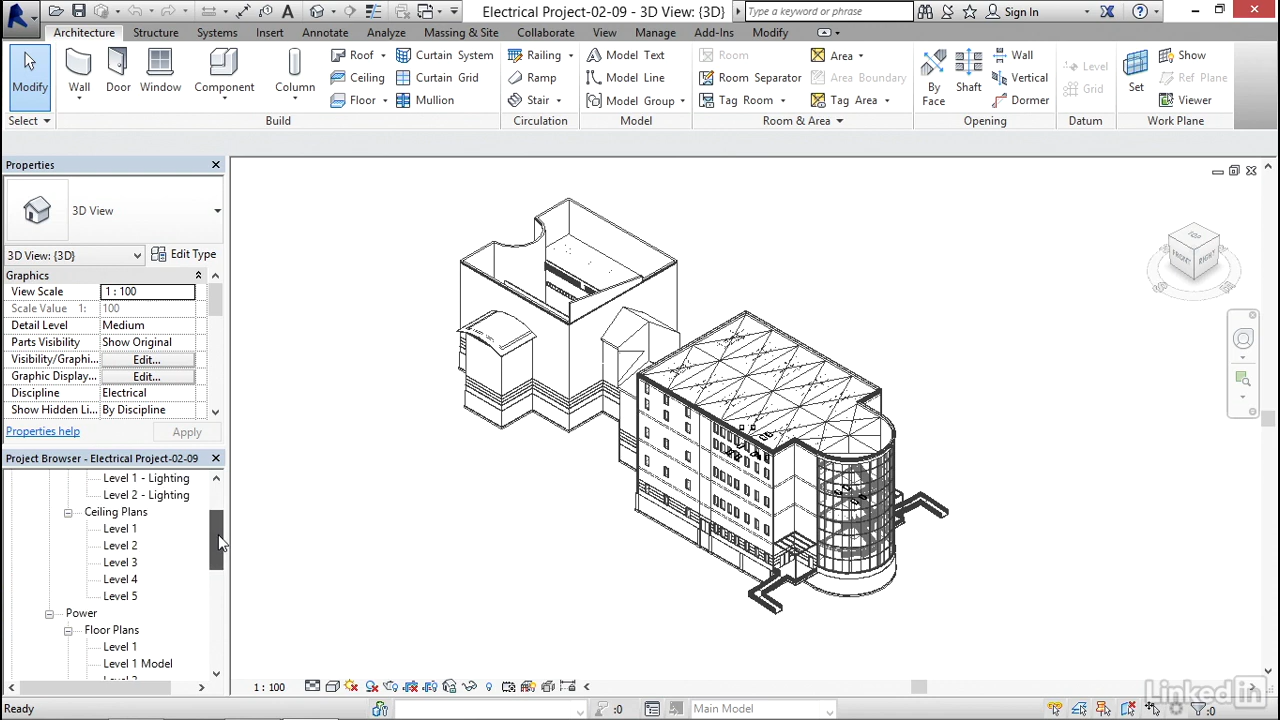 Electrical Project-02-09 - 3D View: {3D}
Type a keyword or phrase
Sign In
Architecture Structure Systems Insert Annotate Analyze Massing & Site Collaborate View Manage Add-Ins Modify
Modify
Wall
Door
Window
Component
Column
Roof
Ceiling
Floor
Curtain System
Curtain Grid
Mullion
Railing
Ramp
Stair
Model Text
Model Line
Model Group
Room
Room Separator
Tag Room
Area
Area Boundary
Tag Area
By
Face
Shaft
Wall
Vertical
Dormer
Level
Grid
Set
Show
Ref Plane
Viewer
Select
Build
Circulation
Model
Room & Area
Opening
Datum
Work Plane
Properties
3D View
3D View: {3D}
Edit Type
Graphics
View Scale 1 : 100
Scale Value 1: 100
Detail Level Medium
Parts Visibility Show Original
Visibility/Graphi... Edit...
Graphic Display... Edit...
Discipline Electrical
Show Hidden Li... By Discipline
Properties help
Apply
Project Browser - Electrical Project-02-09
Level 1 - Lighting
Level 2 - Lighting
Ceiling Plans
Level 1
Level 2
Level 3
Level 4
Level 5
Power
Floor Plans
Level 1
Level 1 Model
TOP
FRONT
RIGHT
1 : 100
Ready
:0
Main Model
:0
LinkedIn